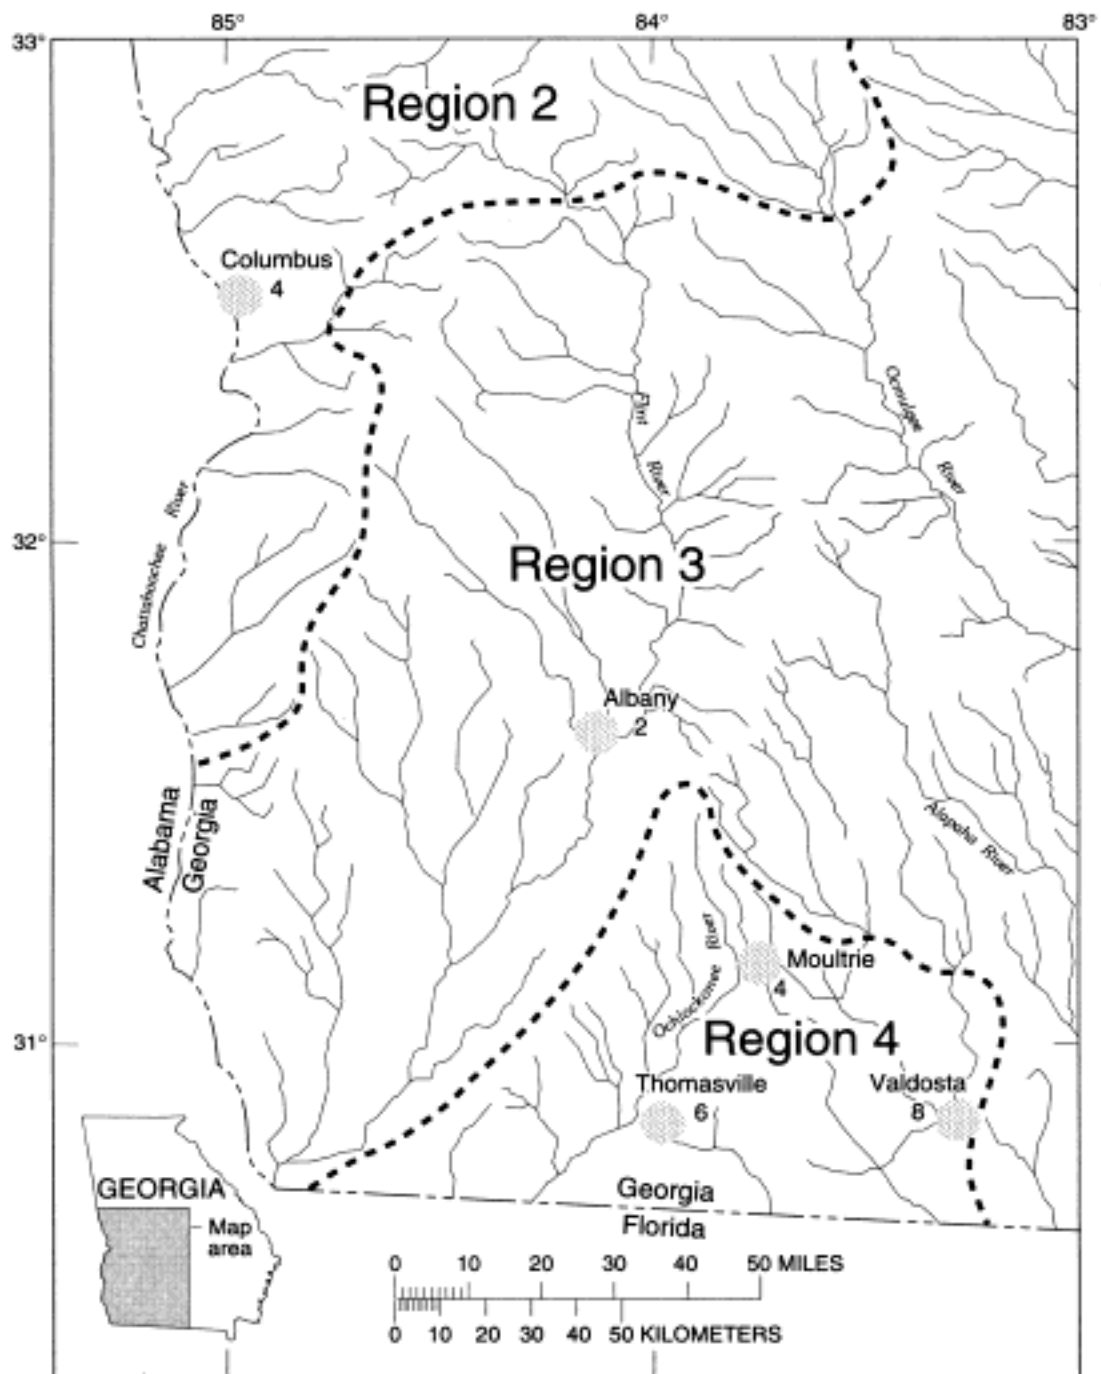 85° 84° 83°
33°
Region 2
Columbus
4
Flint
River
Ocmulgee
River
Chattahoochee River
32°
Region 3
Albany
2
Alabama
Georgia
Alapaha River
Ochlockonee River
Moultrie
4
31°
Region 4
Thomasville
6
Valdosta
8
GEORGIA
Map
area
Georgia
Florida
0 10 20 30 40 50 MILES
0 10 20 30 40 50 KILOMETERS